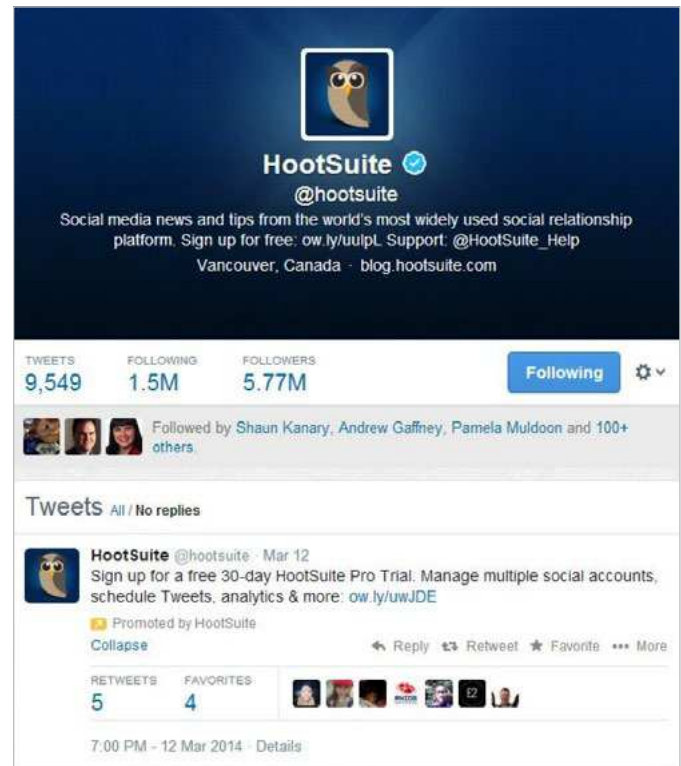 HootSuite
@hootsuite
Social media news and tips from the world's most widely used social relationship
platform. Sign up for free: ow.ly/uulpL Support: @HootSuite_Help
Vancouver, Canada · blog.hootsuite.com
TWEETS FOLLOWING FOLLOWERS
9,549 1.5M 5.77M
Following
Followed by Shaun Kanary, Andrew Gaffney, Pamela Muldoon and 100+
others.
Tweets All / No replies
HootSuite @hootsuite · Mar 12
Sign up for a free 30-day HootSuite Pro Trial. Manage multiple social accounts,
schedule Tweets, analytics & more: ow.ly/uwJDE
Promoted by HootSuite
Collapse Reply Retweet Favorite More
RETWEETS FAVORITES
5 4
E2
7:00 PM - 12 Mar 2014 · Details